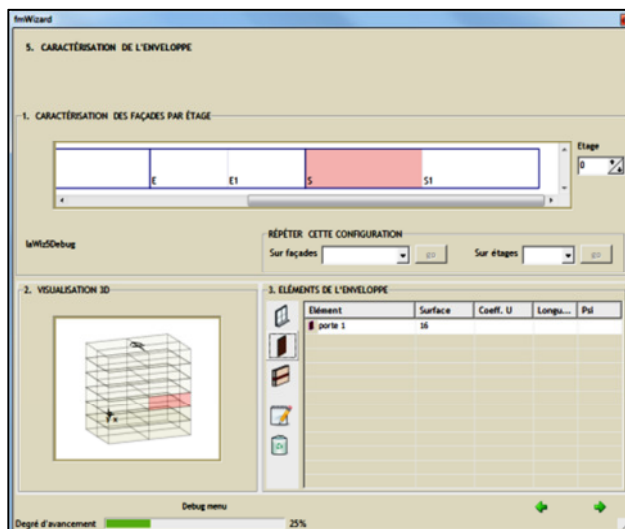 fmWizard
5. CARACTÉRISATION DE L'ENVELOPPE
1. CARACTÉRISATION DES FAÇADES PAR ÉTAGE
Etage
E E1 S S1
0
laWiz5Debug
RÉPÉTER CETTE CONFIGURATION
Sur façades go Sur étages go
2. VISUALISATION 3D
3. ELÉMENTS DE L'ENVELOPPE
Elément Surface Coeff. U Longu... Psi
porte 1 16
Debug menu
Degré d'avancement 25%